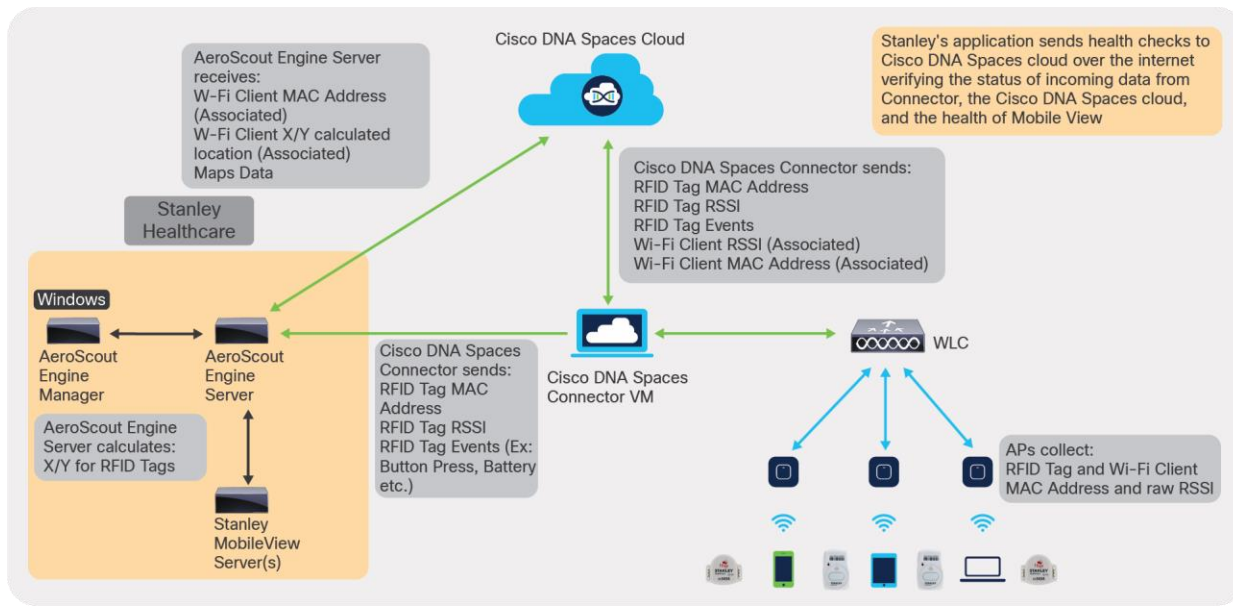 Cisco DNA Spaces Cloud
AeroScout Engine Server
receives:
W-Fi Client MAC Address
(Associated)
W-Fi Client X/Y calculated
location (Associated)
Maps Data
Stanley's application sends health checks to
Cisco DNA Spaces cloud over the internet
verifying the status of incoming data from
Connector, the Cisco DNA Spaces cloud,
and the health of Mobile View
Cisco DNA Spaces Connector sends:
RFID Tag MAC Address
RFID Tag RSSI
RFID Tag Events
Wi-Fi Client RSSI (Associated)
Wi-Fi Client MAC Address (Associated)
Stanley
Healthcare
Windows
AeroScout
Engine
Manager
AeroScout
Engine
Server
AeroScout Engine
Server calculates:
X/Y for RFID Tags
Stanley
MobileView
Server(s)
Cisco DNA Spaces
Connector sends:
RFID Tag MAC
Address
RFID Tag RSSI
RFID Tag Events (Ex:
Button Press, Battery
etc.)
Cisco DNA Spaces
Connector VM
WLC
APs collect:
RFID Tag and Wi-Fi Client
MAC Address and raw RSSI